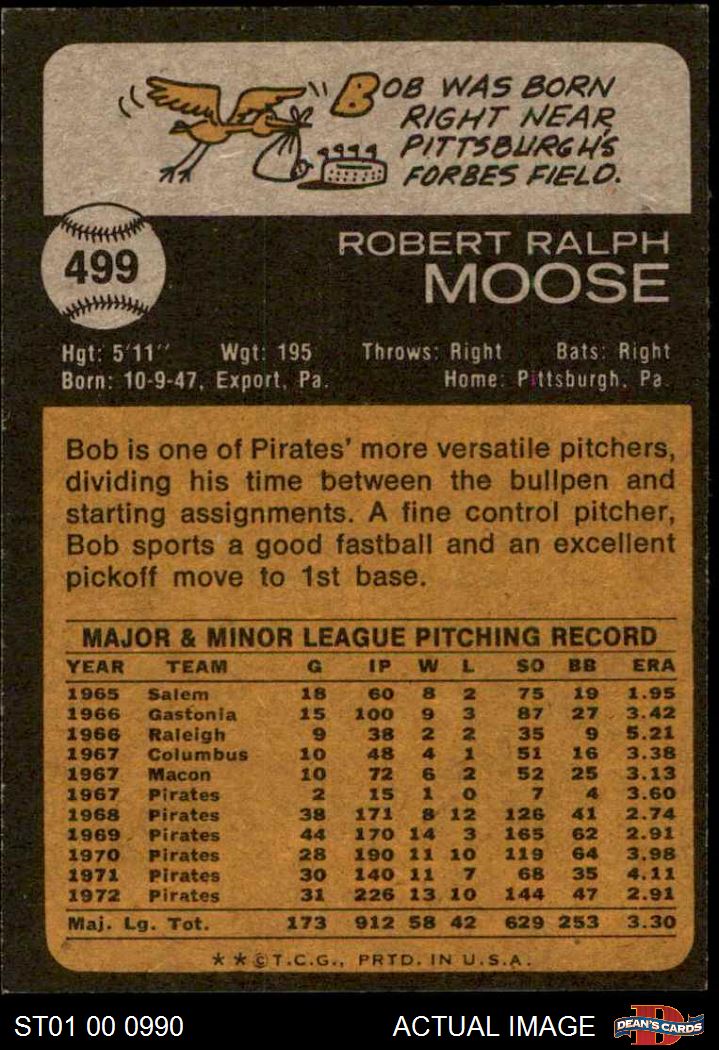 BOB WAS BORN
RIGHT NEAR
PITTSBURGH'S
FORBES FIELD.
499
ROBERT RALPH
MOOSE
Hgt: 5'11" Wgt: 195 Throws: Right Bats: Right
Born: 10-9-47, Export, Pa. Home: Pittsburgh, Pa.
Bob is one of Pirates' more versatile pitchers,
dividing his time between the bullpen and
starting assignments. A fine control pitcher,
Bob sports a good fastball and an excellent
pickoff move to 1st base.
MAJOR & MINOR LEAGUE PITCHING RECORD
YEAR TEAM G IP W L SO BB ERA
1965 Salem 18 60 8 2 75 19 1.95
1966 Gastonia 15 100 9 3 87 27 3.42
1966 Raleigh 9 38 2 2 35 9 5.21
1967 Columbus 10 48 4 1 51 16 3.38
1967 Macon 10 72 6 2 52 25 3.13
1967 Pirates 2 15 1 0 7 4 3.60
1968 Pirates 38 171 8 12 126 41 2.74
1969 Pirates 44 170 14 3 165 62 2.91
1970 Pirates 28 190 11 10 119 64 3.98
1971 Pirates 30 140 11 7 68 35 4.11
1972 Pirates 31 226 13 10 144 47 2.91
Maj. Lg. Tot. 173 912 58 42 629 253 3.30
**©T.C.G., PRTD. IN U.S.A.
ST01 00 0990 ACTUAL IMAGE D DEAN'S CARDS